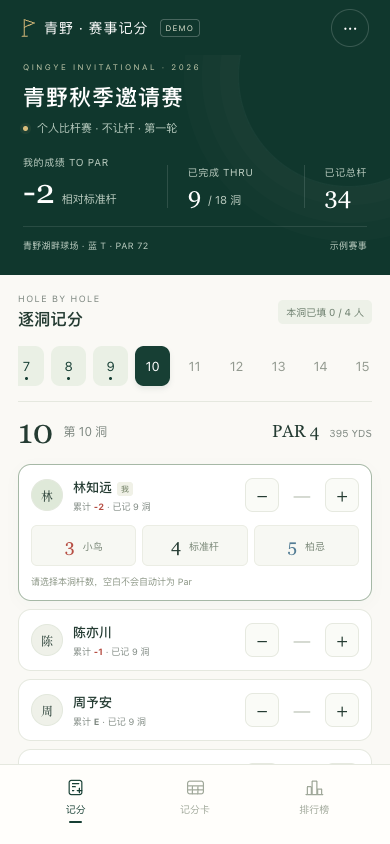 青野 · 赛事记分 DEMO
QINGYE INVITATIONAL · 2026
青野秋季邀请赛
个人比杆赛 · 不让杆 · 第一轮
我的成绩 TO PAR
-2 相对标准杆
已完成 THRU
9 / 18 洞
已记总杆
34
青野湖畔球场 · 蓝 T · PAR 72
示例赛事
HOLE BY HOLE
逐洞记分
本洞已填 0 / 4 人
7 8 9 10 11 12 13 14 15
10 第 10 洞
PAR 4 395 YDS
林 林知远 我
累计 -2 · 已记 9 洞
− — +
3 小鸟
4 标准杆
5 柏忌
请选择本洞杆数，空白不会自动计为 Par
陈 陈亦川
累计 -1 · 已记 9 洞
− — +
周 周予安
累计 E · 已记 9 洞
− — +
记分 记分卡 排行榜